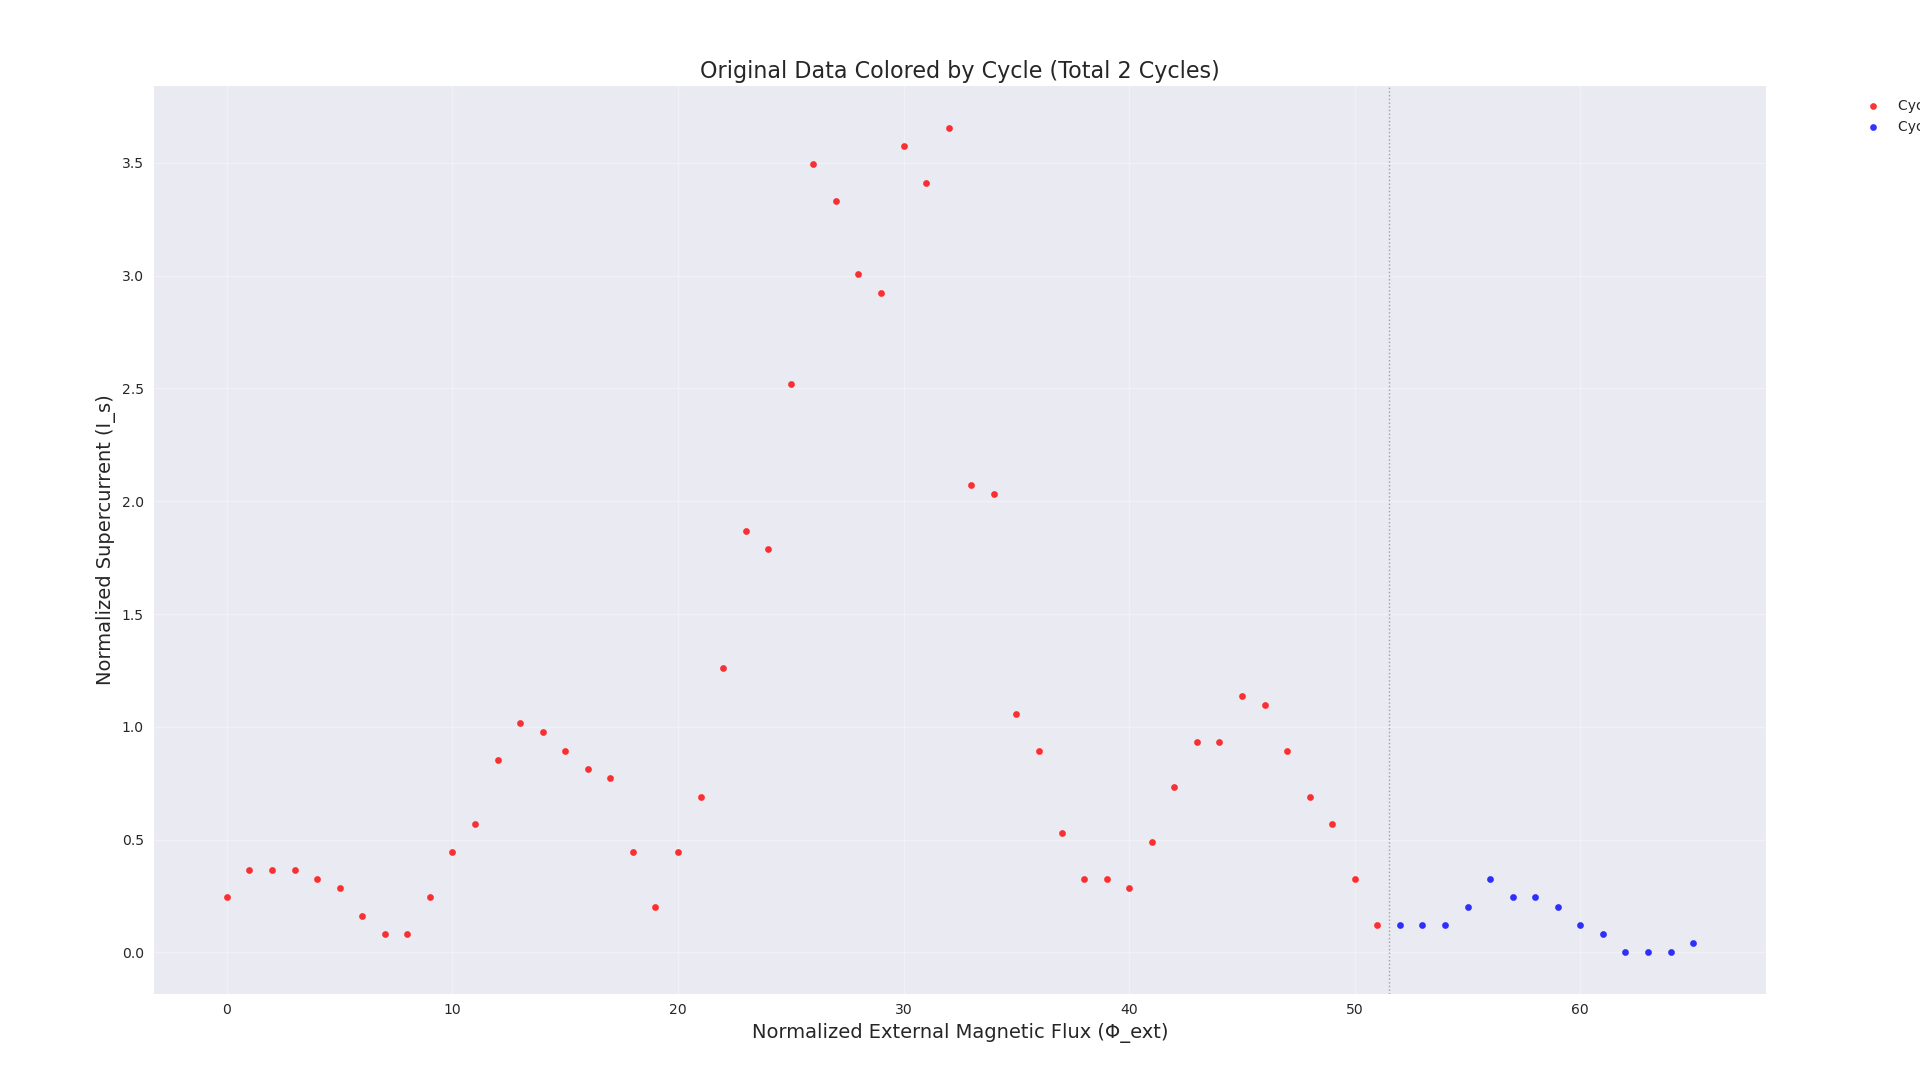 Original Data Colored by Cycle (Total 2 Cycles)
Cyc
Cyc
3.5
3.0
2.5
2.0
1.5
1.0
0.5
0.0
Normalized Supercurrent (I_s)
0 10 20 30 40 50 60
Normalized External Magnetic Flux (Φ_ext)